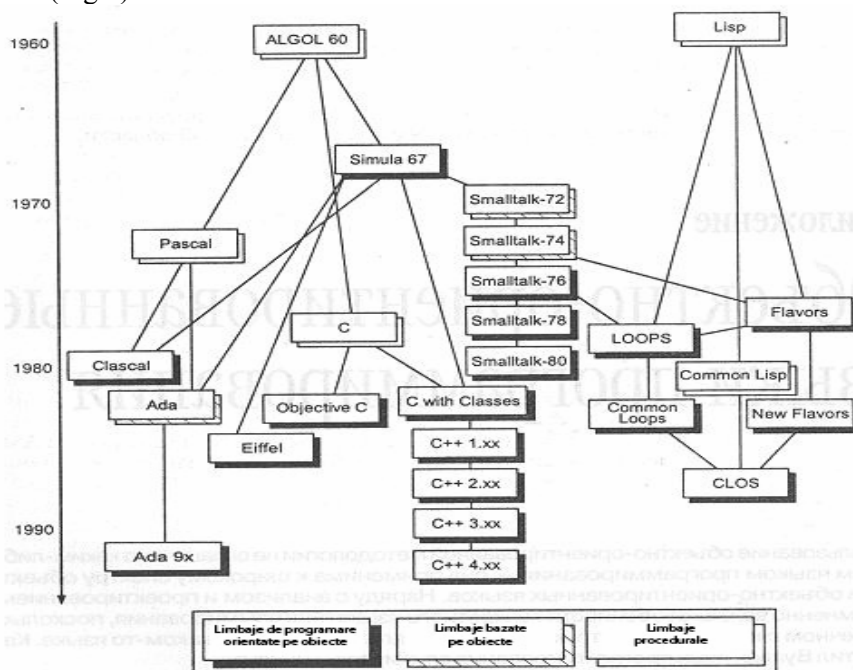 1960
ALGOL 60
Lisp
Simula 67
1970
Smalltalk-72
Pascal
Smalltalk-74
Smalltalk-76
Flavors
C
Smalltalk-78
LOOPS
Clascal
1980
Smalltalk-80
Common Lisp
Ada
Objective C
C with Classes
Common
Loops
New Flavors
Eiffel
C++ 1.xx
C++ 2.xx
CLOS
1990
C++ 3.xx
Ada 9x
C++ 4.xx
Limbaje de programare
orientate pe obiecte
Limbaje bazate
pe obiecte
Limbaje
procedurale